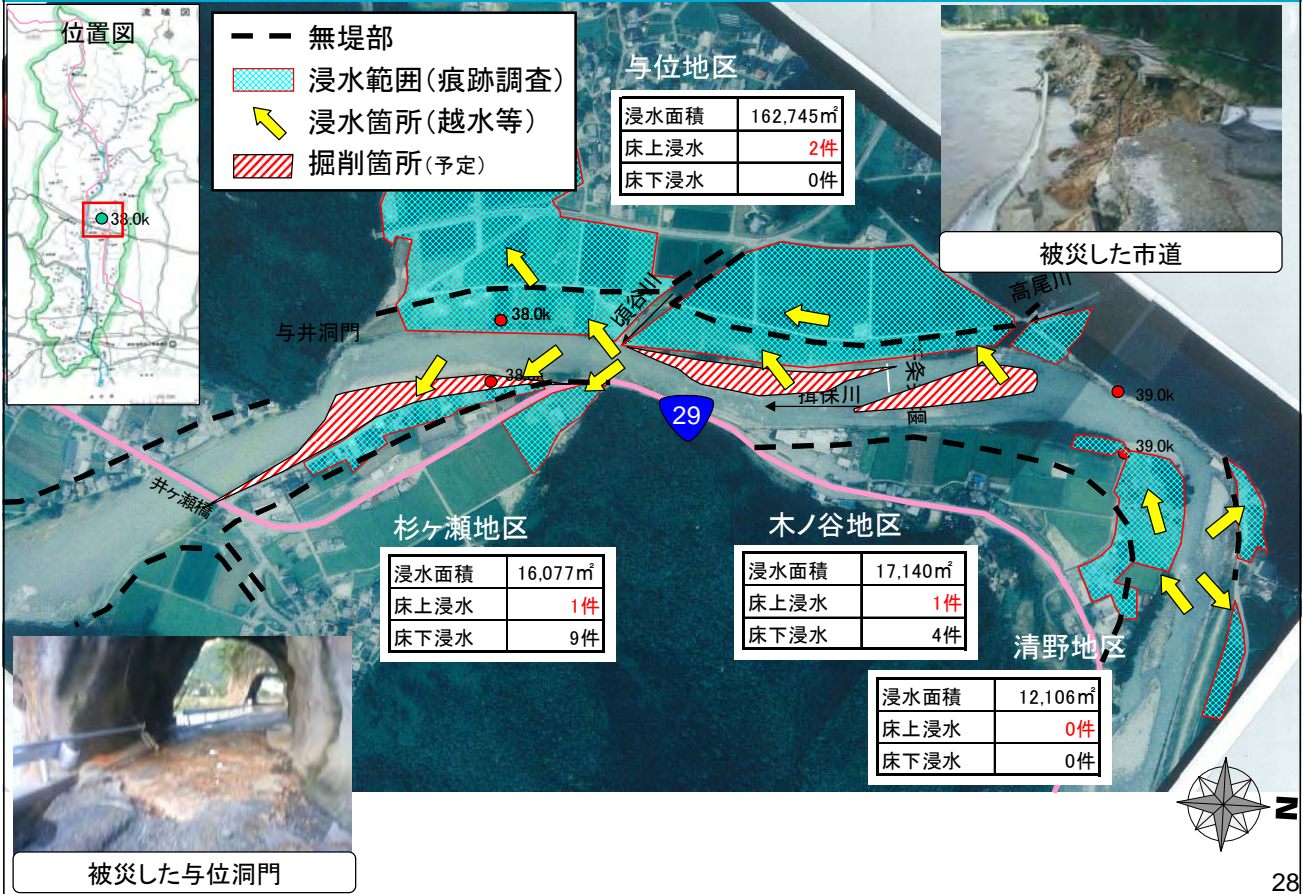 流域図
位置図
38.0k
無堤部
浸水範囲(痕跡調査)
浸水箇所(越水等)
掘削箇所(予定)
与位地区
浸水面積 162,745㎡
床上浸水 2件
床下浸水 0件
被災した市道
高尾川
頃谷川
与井洞門
38.0k
揖保川
29
39.0k
39.0k
井ヶ瀬橋
杉ヶ瀬地区
浸水面積 16,077㎡
床上浸水 1件
床下浸水 9件
木ノ谷地区
浸水面積 17,140㎡
床上浸水 1件
床下浸水 4件
清野地区
浸水面積 12,106㎡
床上浸水 0件
床下浸水 0件
被災した与位洞門
N
28